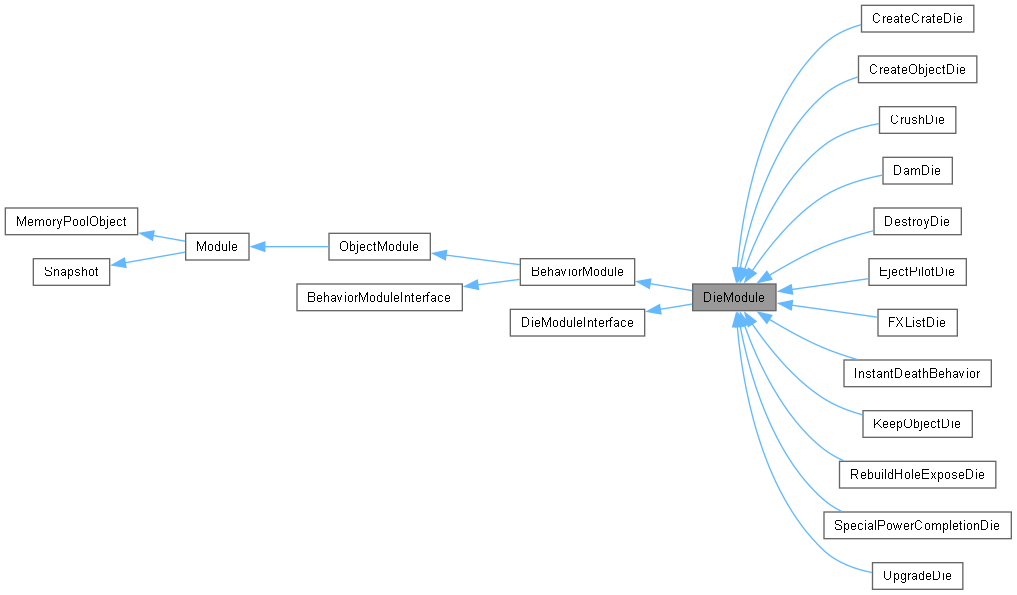 CreateCrateDie
CreateObjectDie
CrushDie
DamDie
DestroyDie
MemoryPoolObject
Module
ObjectModule
Snapshot
BehaviorModule
EjectPilotDie
BehaviorModuleInterface
DieModule
DieModuleInterface
FXListDie
InstantDeathBehavior
KeepObjectDie
RebuildHoleExposeDie
SpecialPowerCompletionDie
UpgradeDie